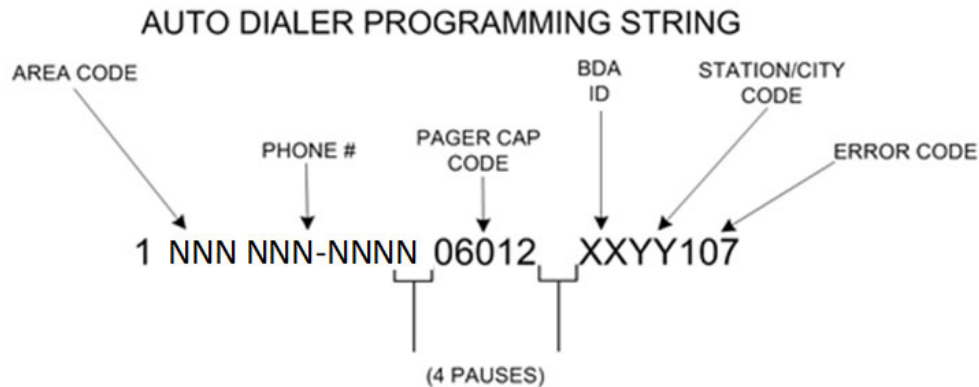 AUTO DIALER PROGRAMMING STRING
AREA CODE
PHONE #
PAGER CAP
CODE
BDA
ID
STATION/CITY
CODE
ERROR CODE
1 NNN NNN-NNNN 06012 XXYY107
(4 PAUSES)